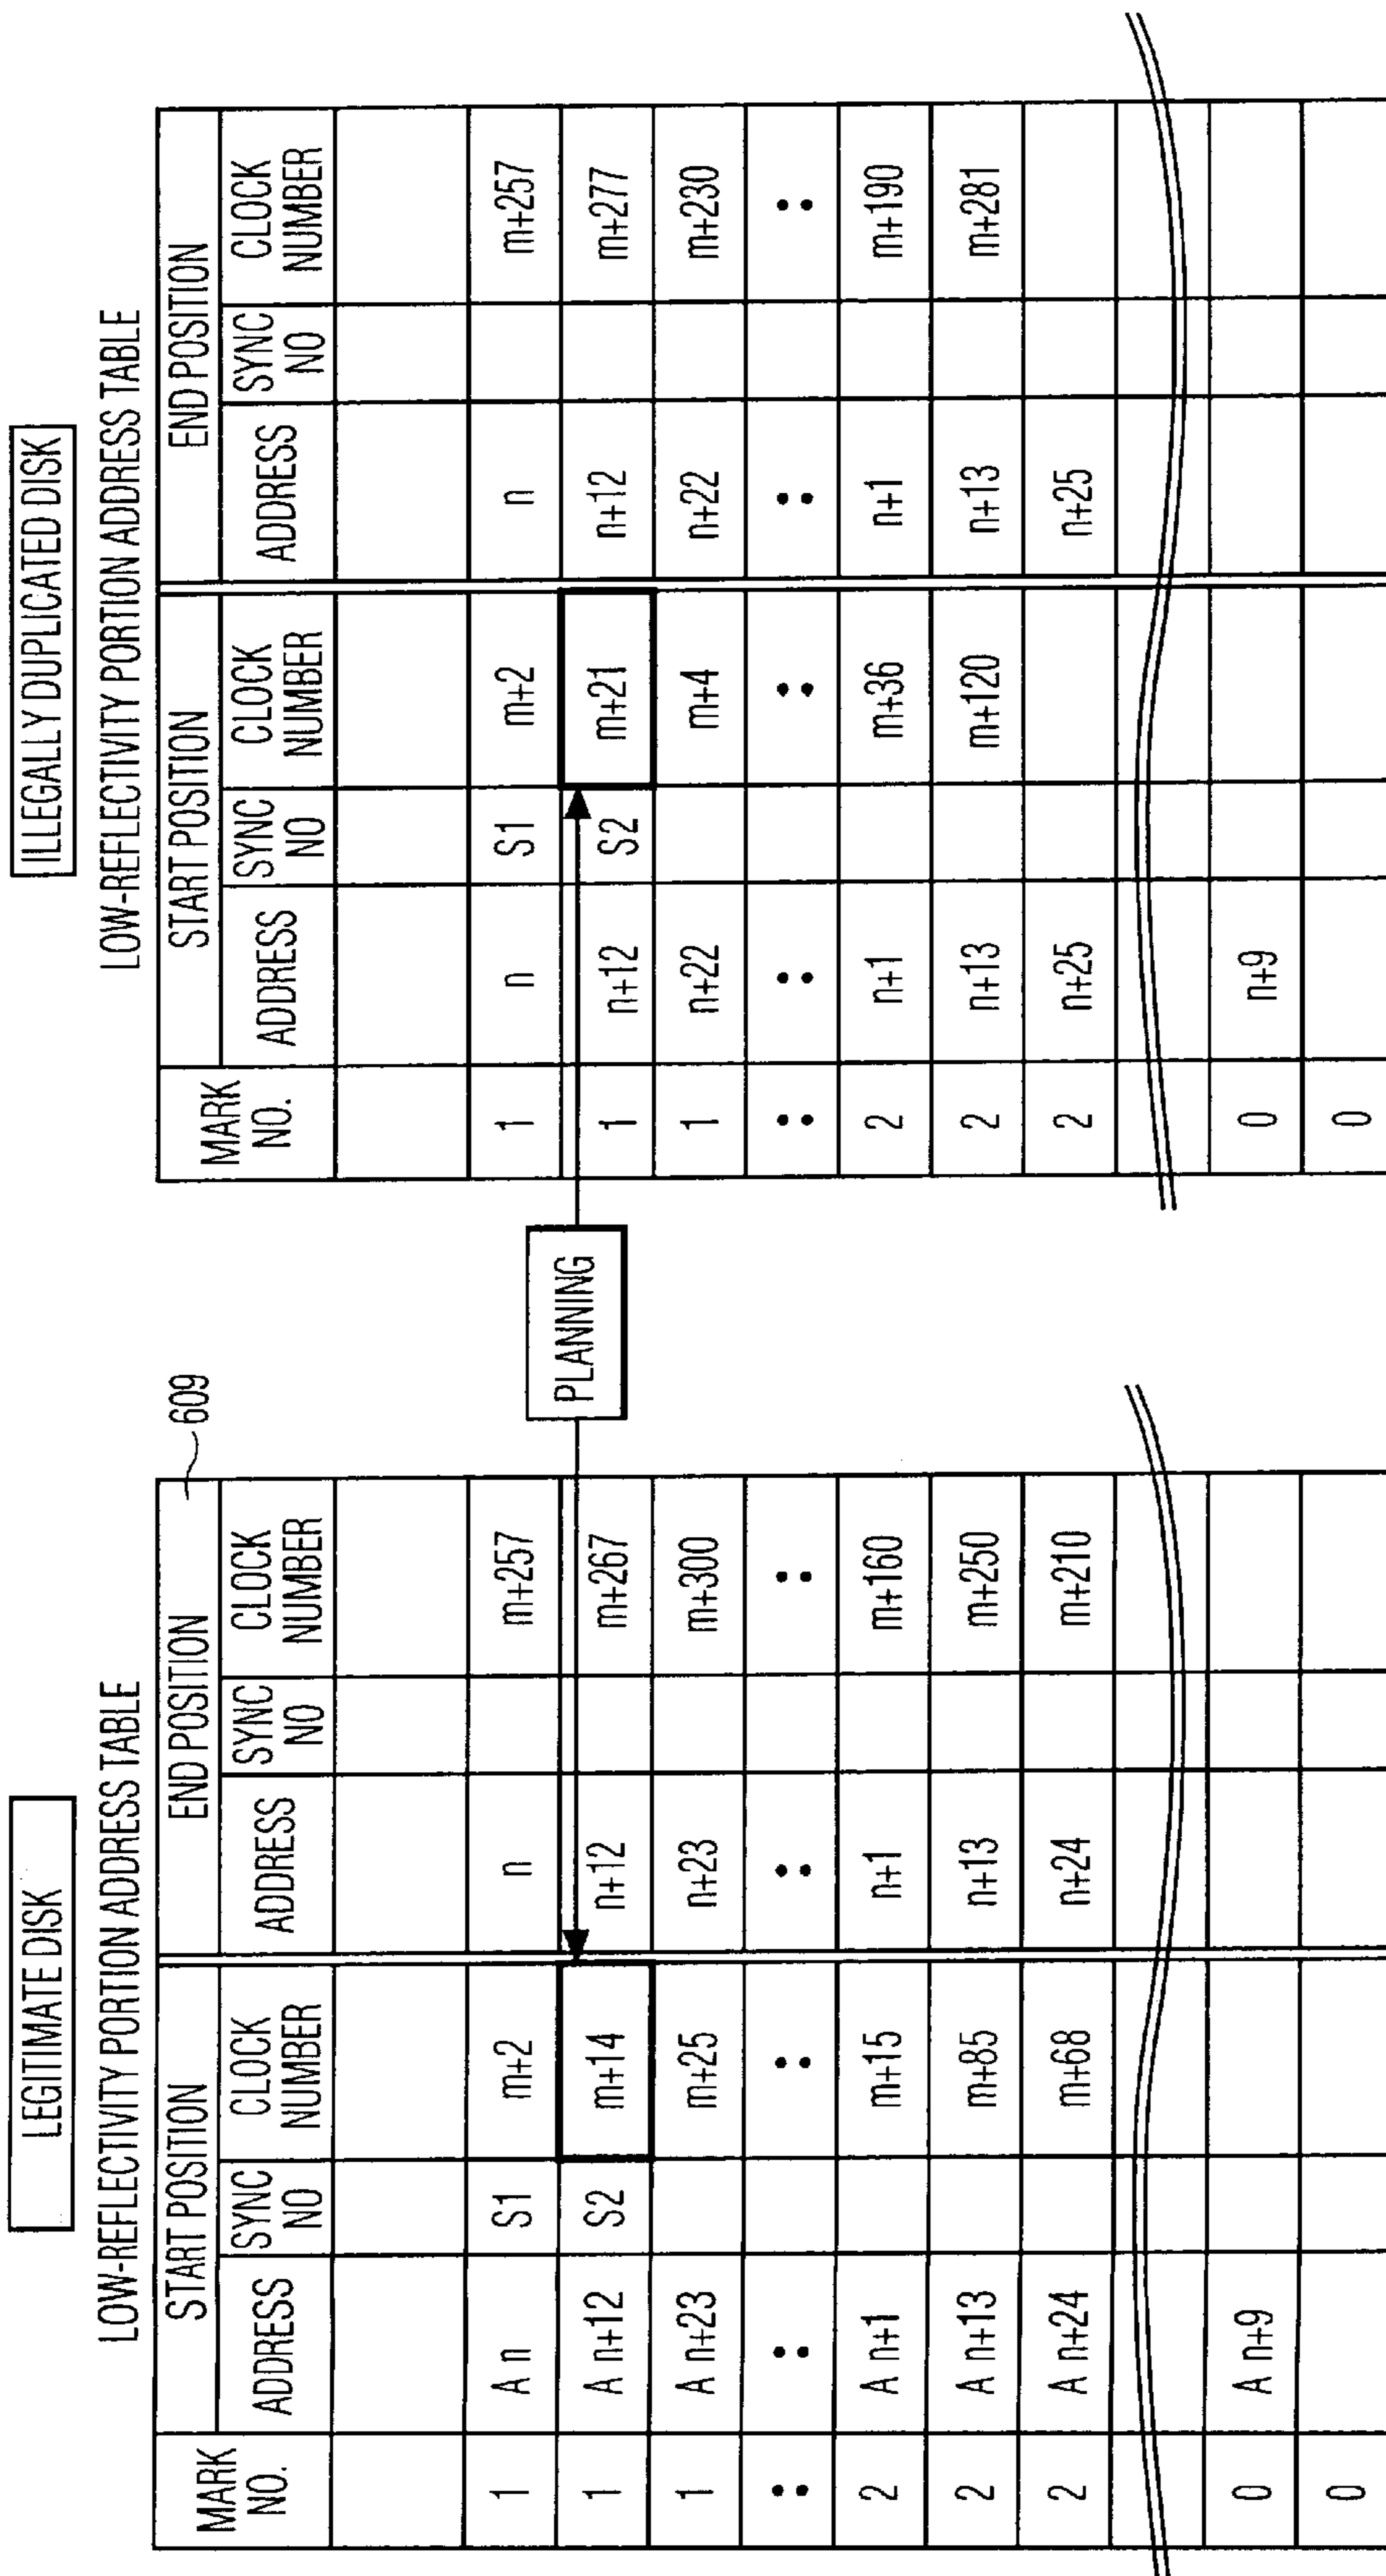 LEGITIMATE DISK
LOW-REFLECTIVITY PORTION ADDRESS TABLE
609
MARK NO. START POSITION END POSITION
ADDRESS SYNC NO CLOCK NUMBER ADDRESS SYNC NO CLOCK NUMBER
1 A n S1 m+2 n m+257
1 A n+12 S2 m+14 n+12 m+267
1 A n+23 m+25 n+23 m+300
: : : : :
2 A n+1 m+15 n+1 m+160
2 A n+13 m+85 n+13 m+250
2 A n+24 m+68 n+24 m+210
0 A n+9
0
PLANNING
ILLEGALLY DUPLICATED DISK
LOW-REFLECTIVITY PORTION ADDRESS TABLE
MARK NO. START POSITION END POSITION
ADDRESS SYNC NO CLOCK NUMBER ADDRESS SYNC NO CLOCK NUMBER
1 n S1 m+2 n m+257
1 n+12 S2 m+21 n+12 m+277
1 n+22 m+4 n+22 m+230
: : : : :
2 n+1 m+36 n+1 m+190
2 n+13 m+120 n+13 m+281
2 n+25 n+25
0 n+9
0